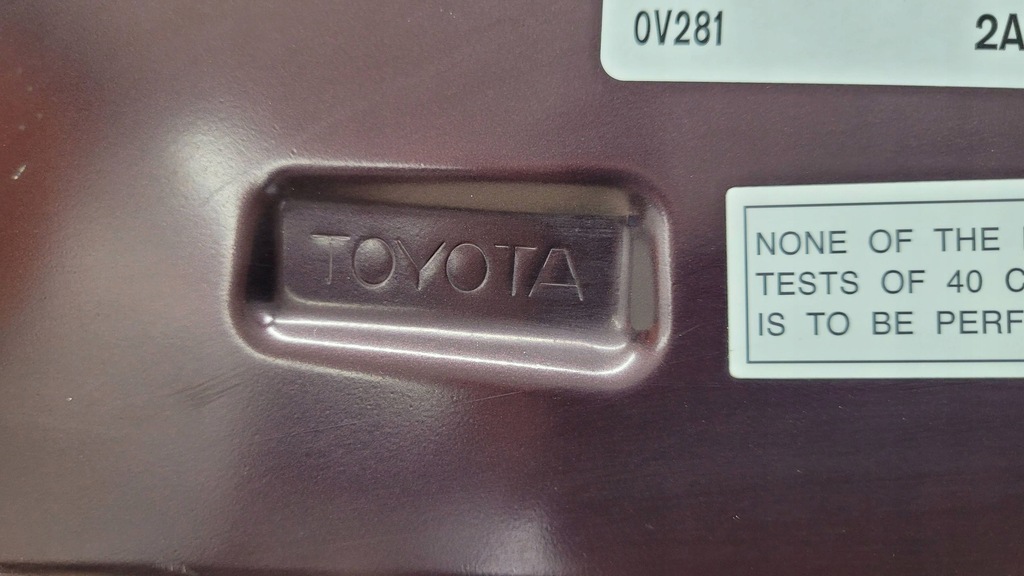 0V281 2A
TOYOTA
NONE OF THE
TESTS OF 40 C
IS TO BE PERF